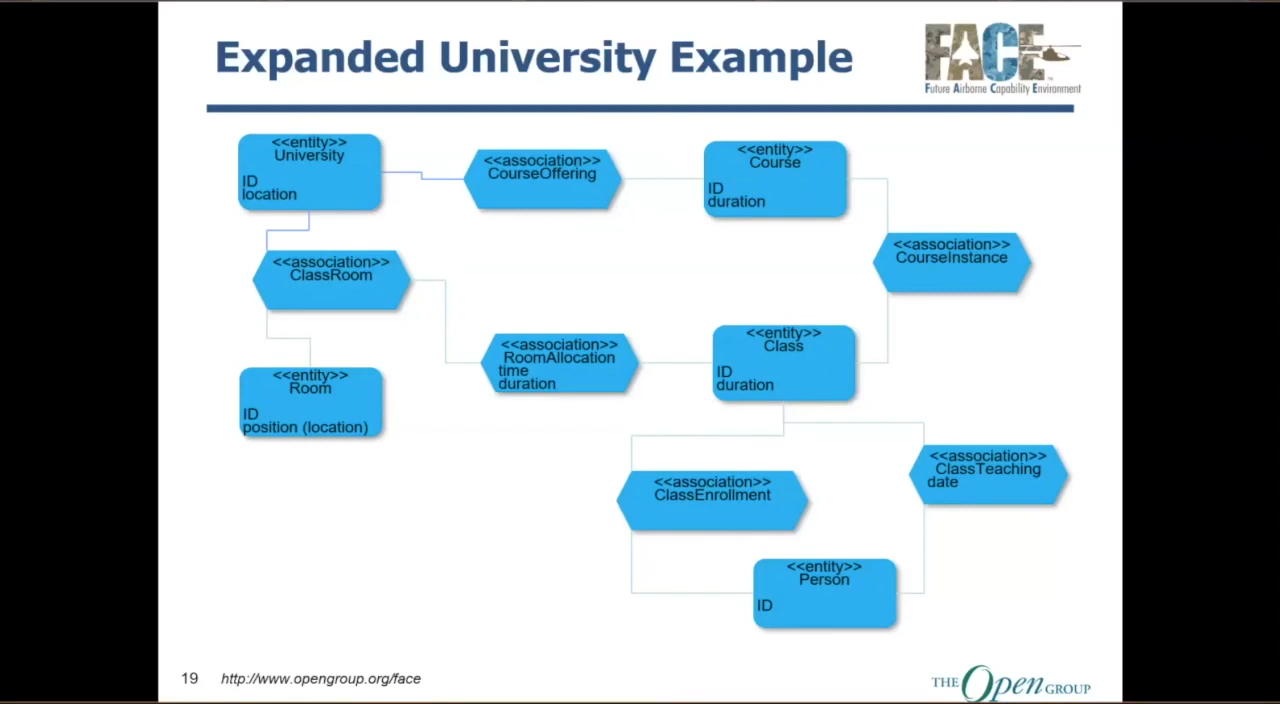 Expanded University Example
FACE
Future Airborne Capability Environment
<<entity>>
University
ID
location
<<association>>
CourseOffering
<<entity>>
Course
ID
duration
<<association>>
CourseInstance
<<association>>
ClassRoom
<<association>>
RoomAllocation
time
duration
<<entity>>
Class
ID
duration
<<entity>>
Room
ID
position (location)
<<association>>
ClassEnrollment
<<association>>
ClassTeaching
date
<<entity>>
Person
ID
19 http://www.opengroup.org/face
THE Open GROUP